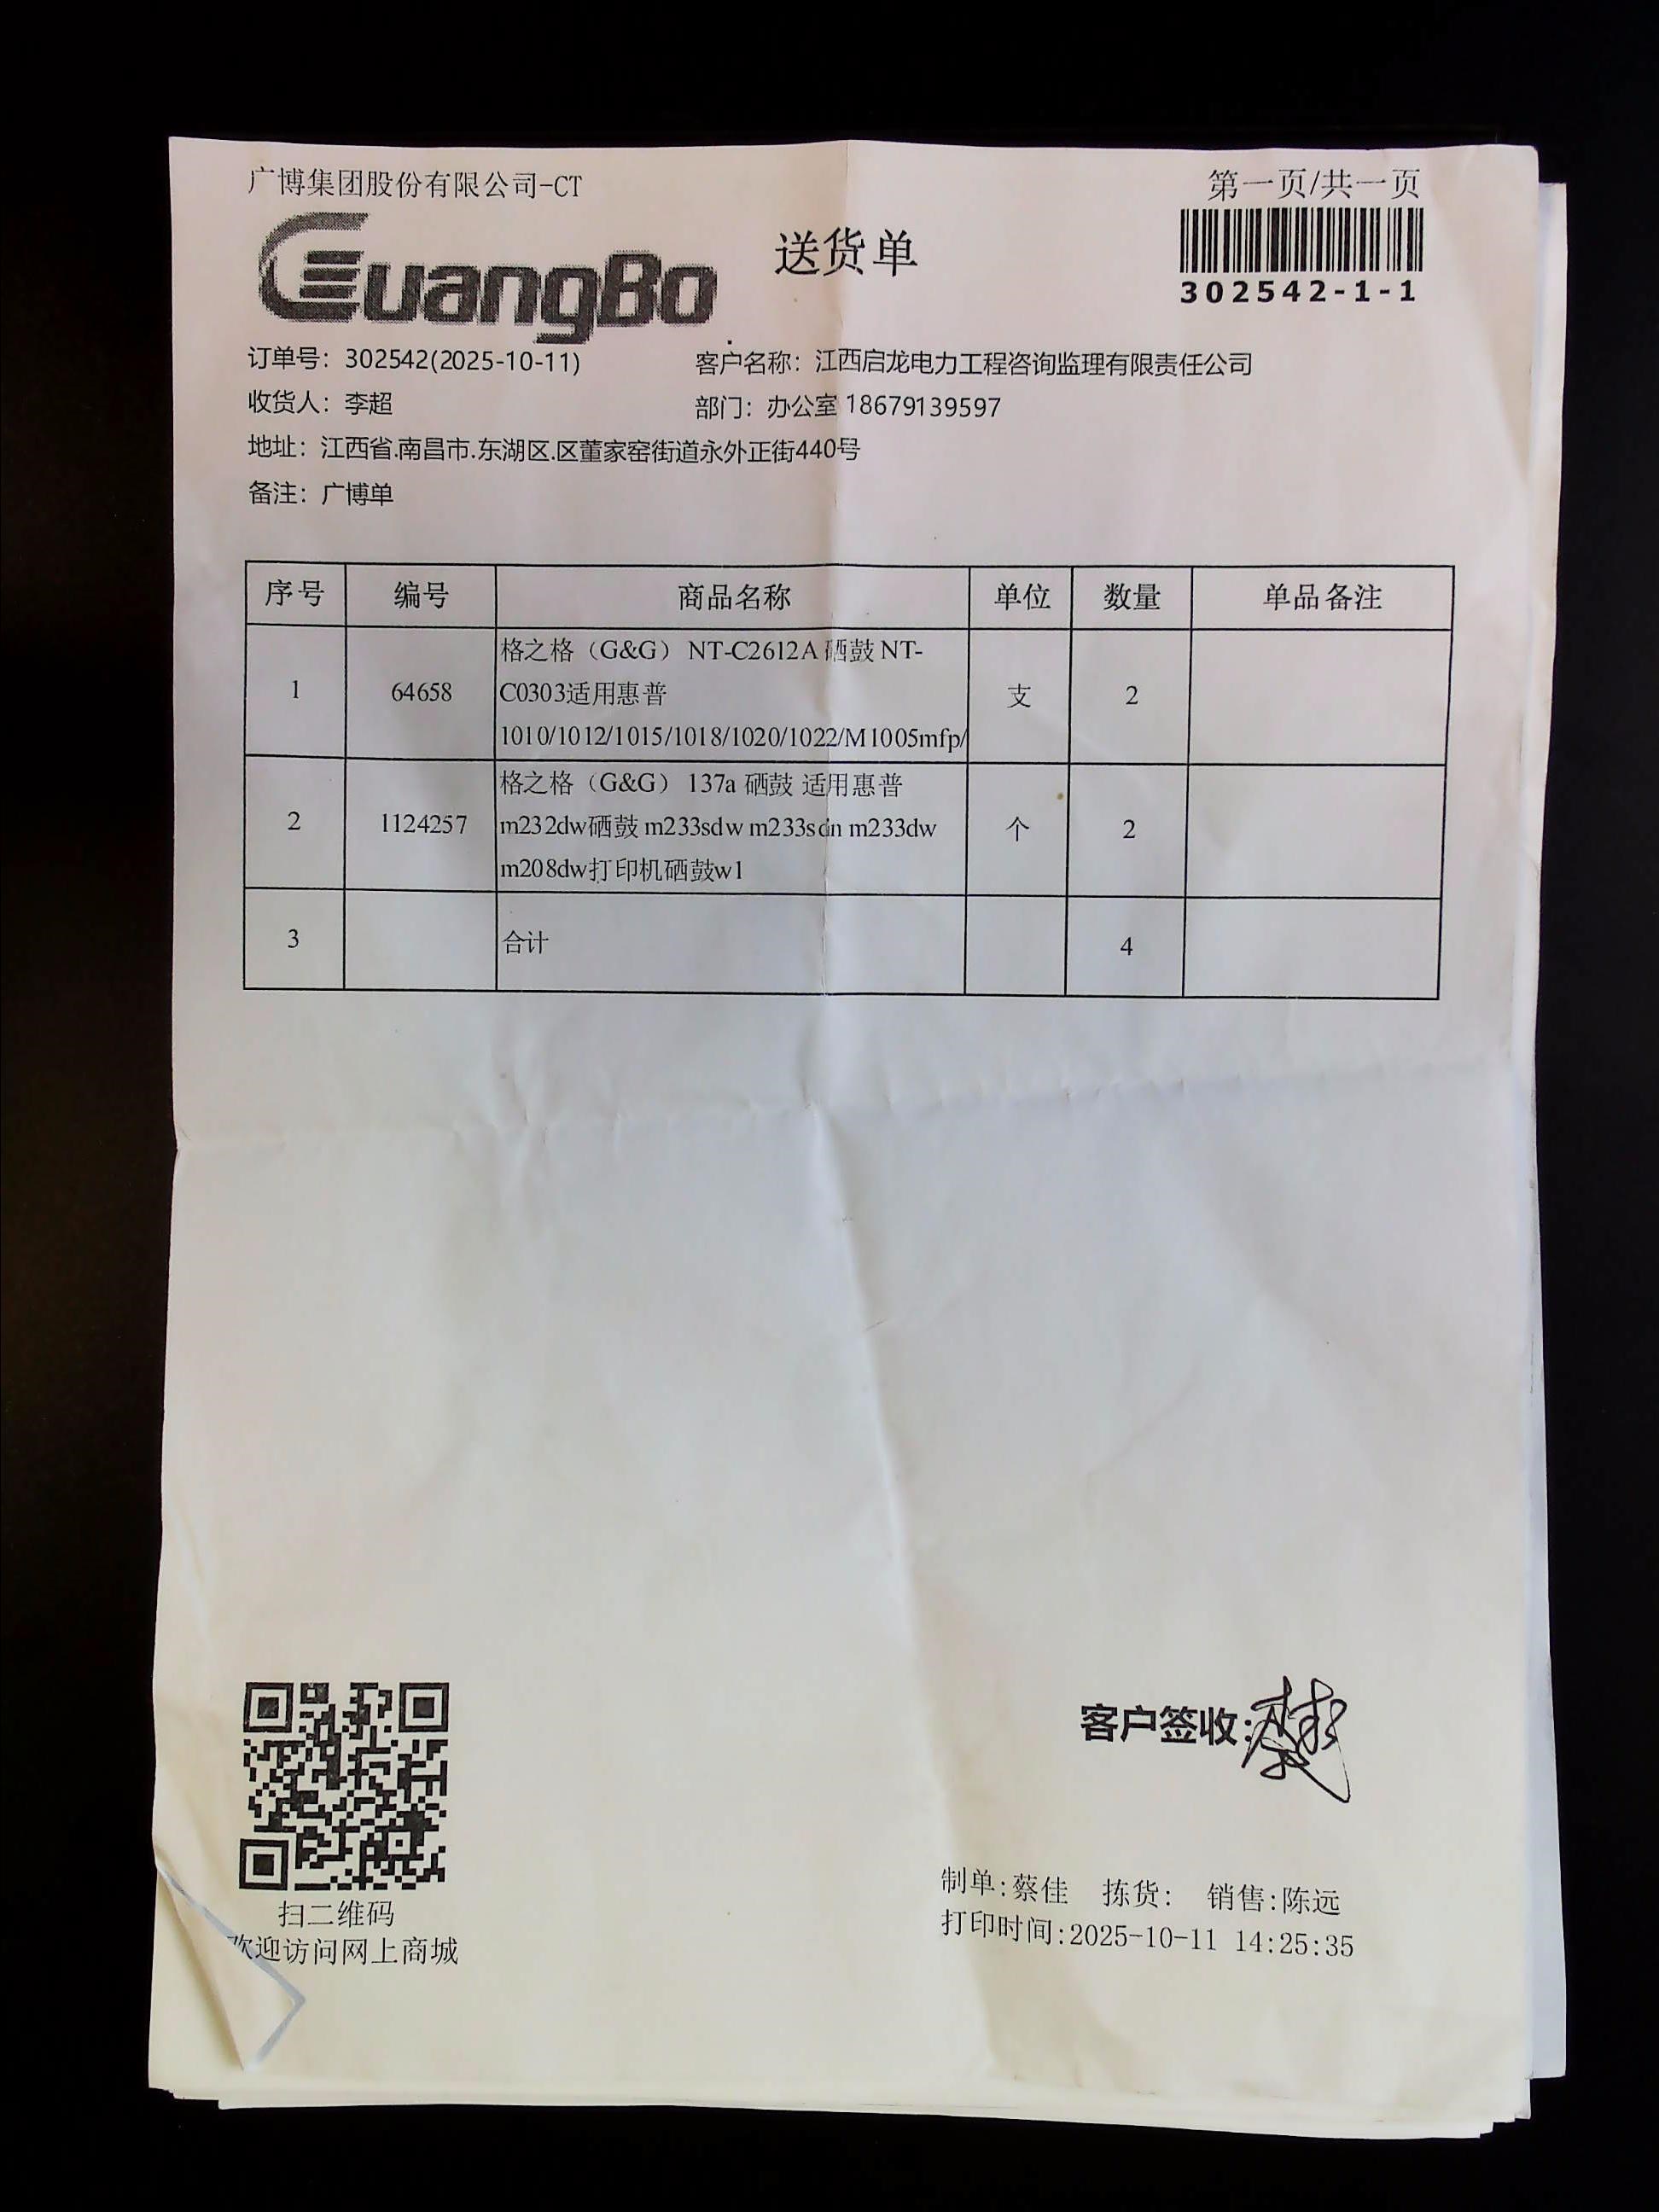 广博集团股份有限公司-CT
第一页/共一页
GuangBo
送货单
302542-1-1
订单号：302542(2025-10-11)
客户名称：江西启龙电力工程咨询监理有限责任公司
收货人：李超
部门：办公室 18679139597
地址：江西省.南昌市.东湖区.区董家窑街道永外正街440号
备注：广博单
序号 编号 商品名称 单位 数量 单品备注
1 64658 格之格（G&G） NT-C2612A 硒鼓 NT-
C0303适用惠普
1010/1012/1015/1018/1020/1022/M1005mfp/ 支 2
2 1124257 格之格（G&G） 137a 硒鼓 适用惠普
m232dw硒鼓 m233sdw m233sdn m233dw
m208dw打印机硒鼓w1 个 2
3 合计 4
客户签收:
扫二维码
欢迎访问网上商城
制单:蔡佳 拣货: 销售:陈远
打印时间:2025-10-11 14:25:35